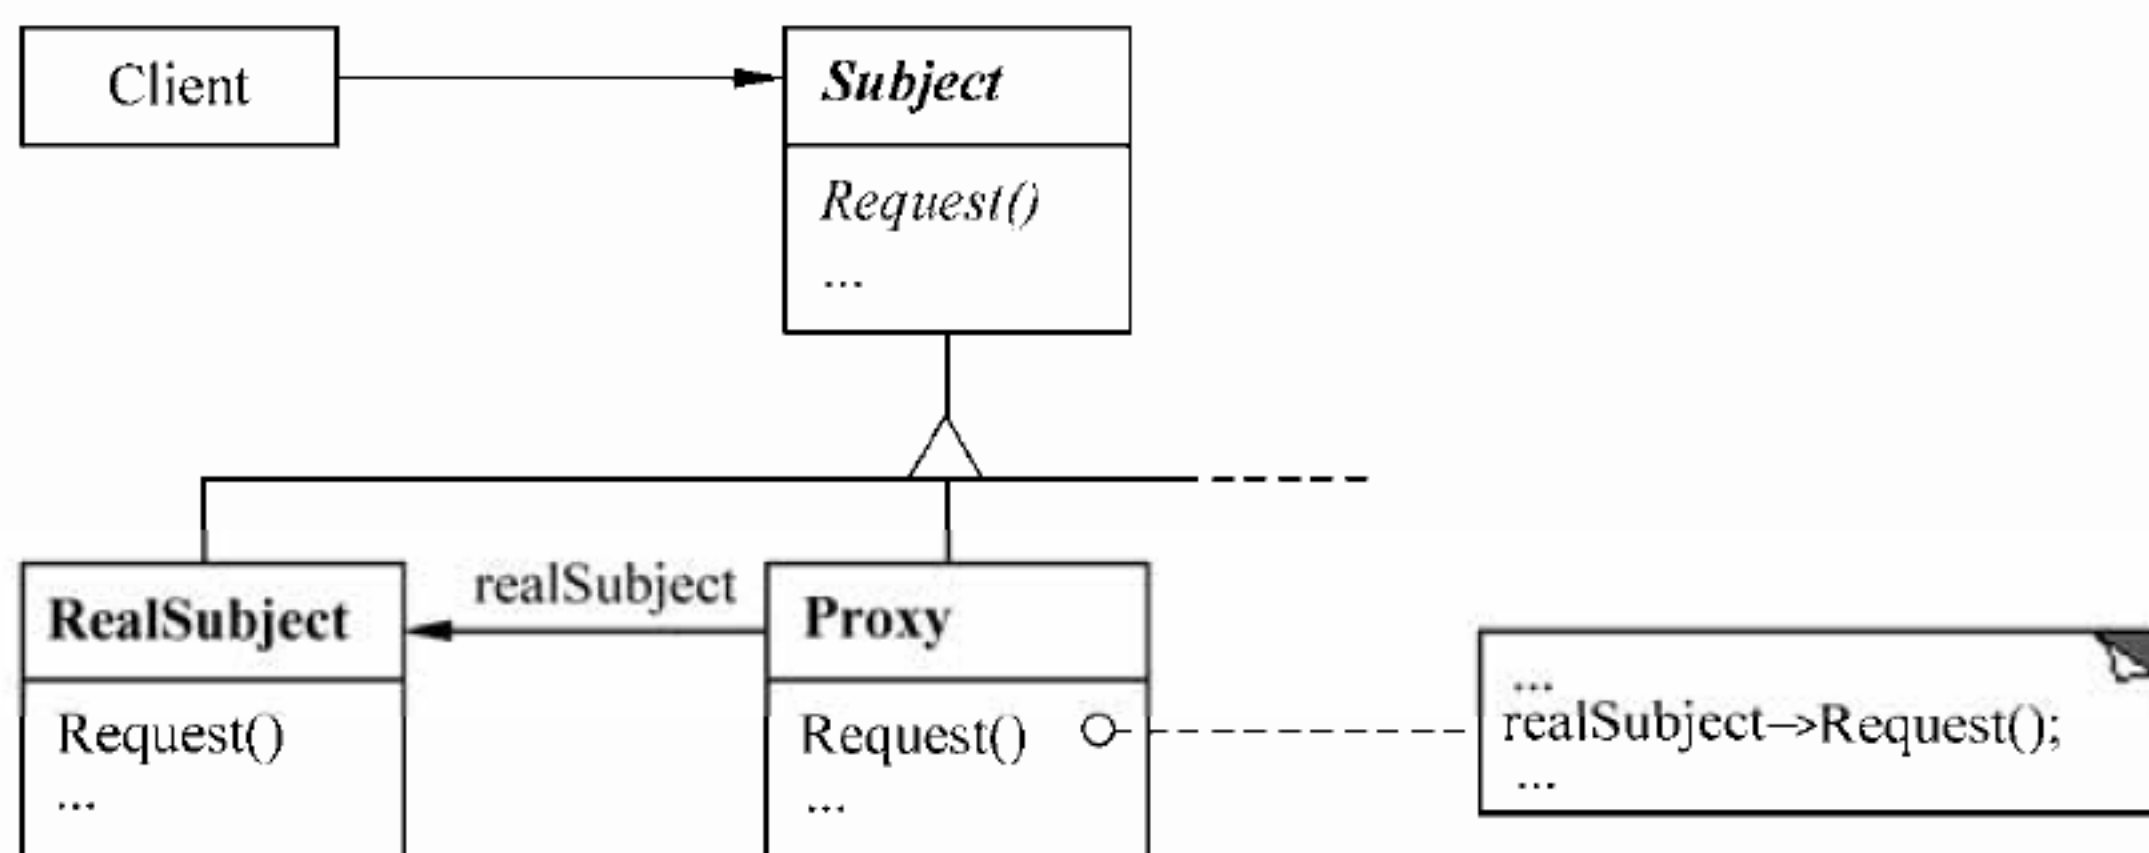 Client
Subject
Request()
...
realSubject
RealSubject
Request()
...
Proxy
Request()
...
...
realSubject—>Request();
...